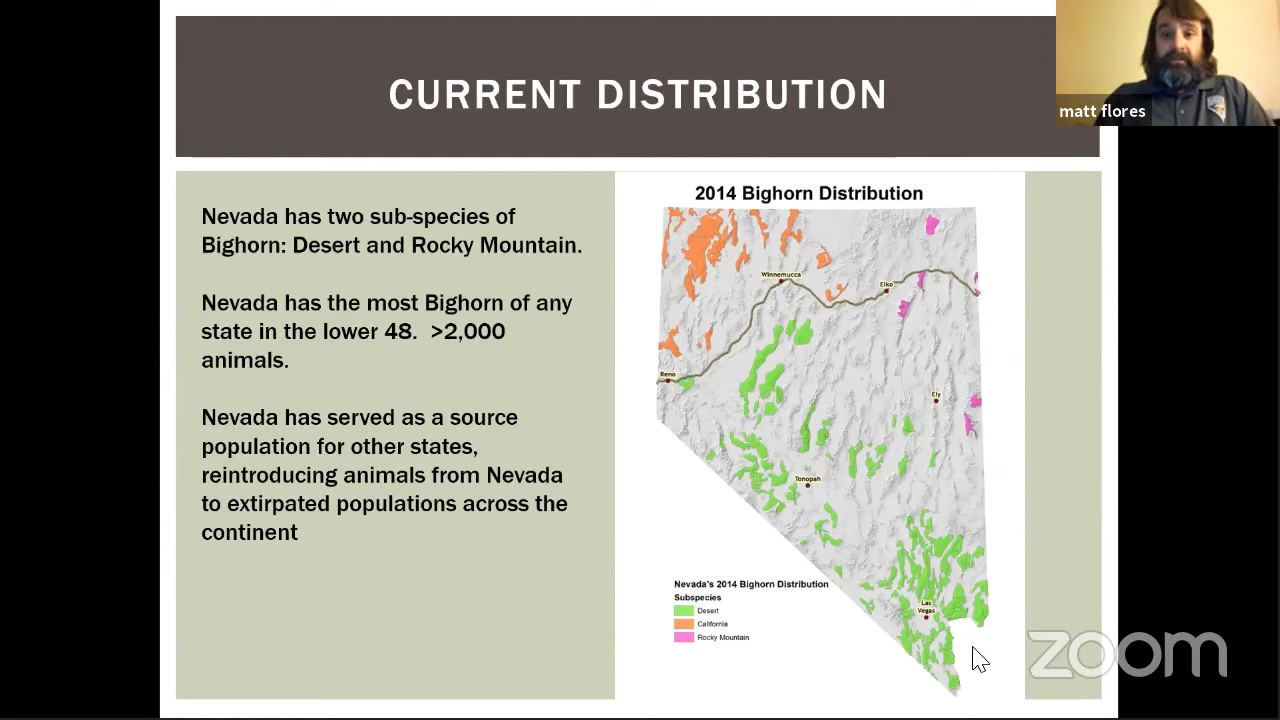 CURRENT DISTRIBUTION
matt flores
Nevada has two sub-species of
Bighorn: Desert and Rocky Mountain.
Nevada has the most Bighorn of any
state in the lower 48.  >2,000
animals.
Nevada has served as a source
population for other states,
reintroducing animals from Nevada
to extirpated populations across the
continent
2014 Bighorn Distribution
Winnemucca
Elko
Reno
Ely
Tonopah
Las
Vegas
Nevada's 2014 Bighorn Distribution
Subspecies
Desert
California
Rocky Mountain
zoom